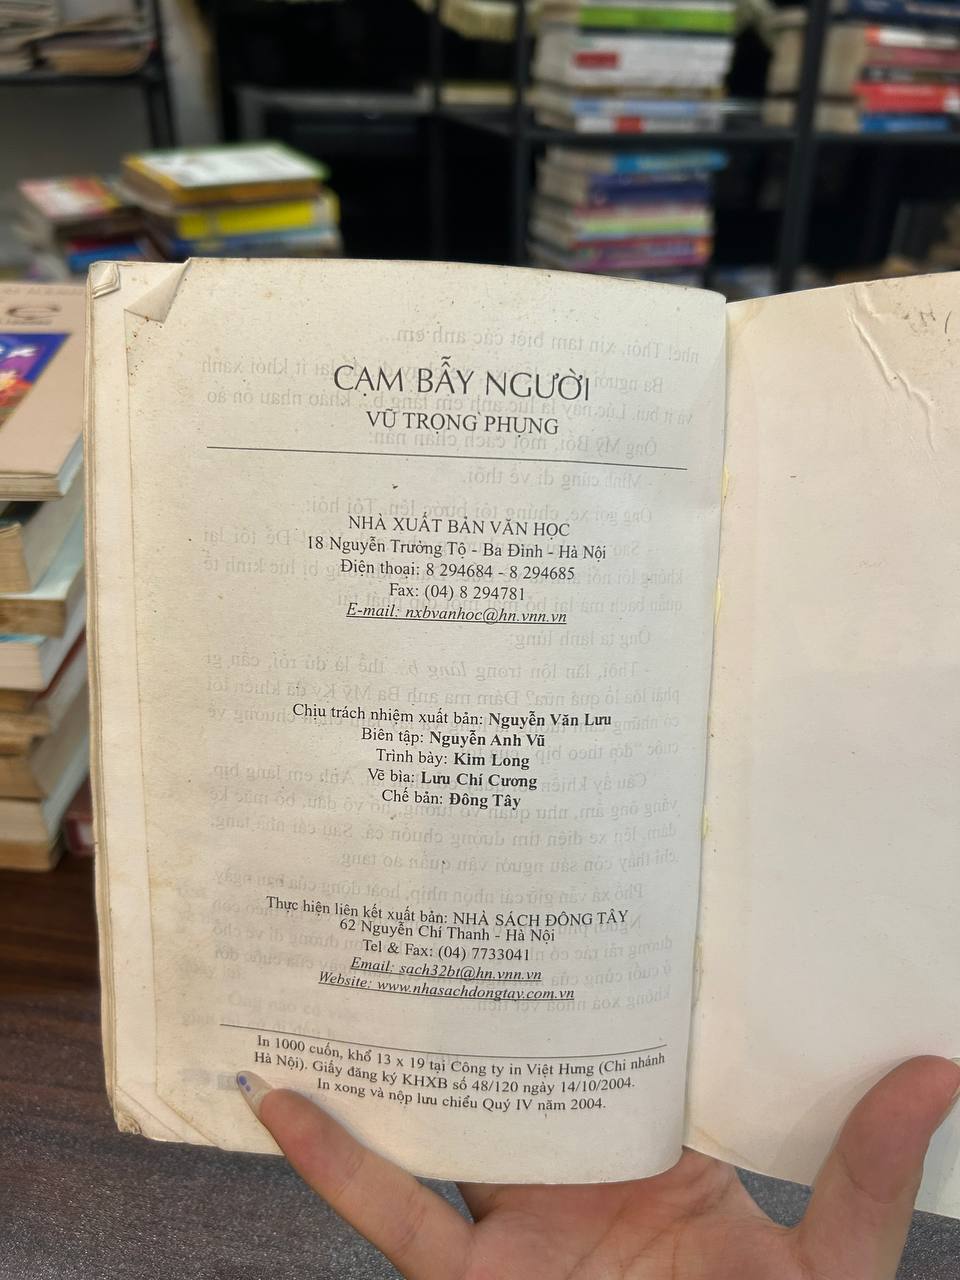 CẠM BẪY NGƯỜI
VŨ TRỌNG PHỤNG
NHÀ XUẤT BẢN VĂN HỌC
18 Nguyễn Trường Tộ - Ba Đình - Hà Nội
Điện thoại: 8 294684 - 8 294685
Fax: (04) 8 294781
E-mail: nxbvanhoc@hn.vnn.vn
Chịu trách nhiệm xuất bản: Nguyễn Văn Lưu
Biên tập: Nguyễn Anh Vũ
Trình bày: Kim Long
Vẽ bìa: Lưu Chí Cương
Chế bản: Đông Tây
Thực hiện liên kết xuất bản: NHÀ SÁCH ĐÔNG TÂY
62 Nguyễn Chí Thanh - Hà Nội
Tel & Fax: (04) 7733041
Email: sach32bt@hn.vnn.vn
Website: www.nhasachdongtay.com.vn
In 1000 cuốn, khổ 13 x 19 tại Công ty in Việt Hưng (Chi nhánh
Hà Nội). Giấy đăng ký KHXB số 48/120 ngày 14/10/2004.
In xong và nộp lưu chiểu Quý IV năm 2004.